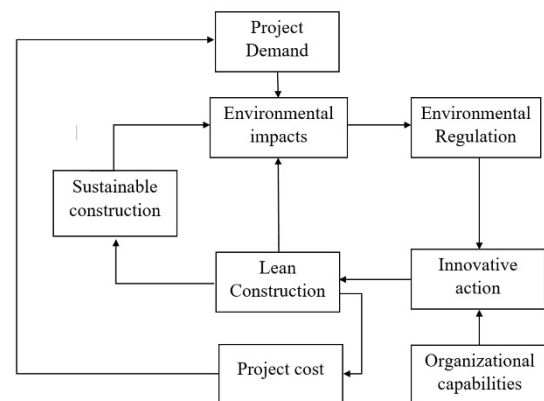 Project
Demand
Environmental
impacts
Environmental
Regulation
Sustainable
construction
Lean
Construction
Innovative
action
Project cost
Organizational
capabilities